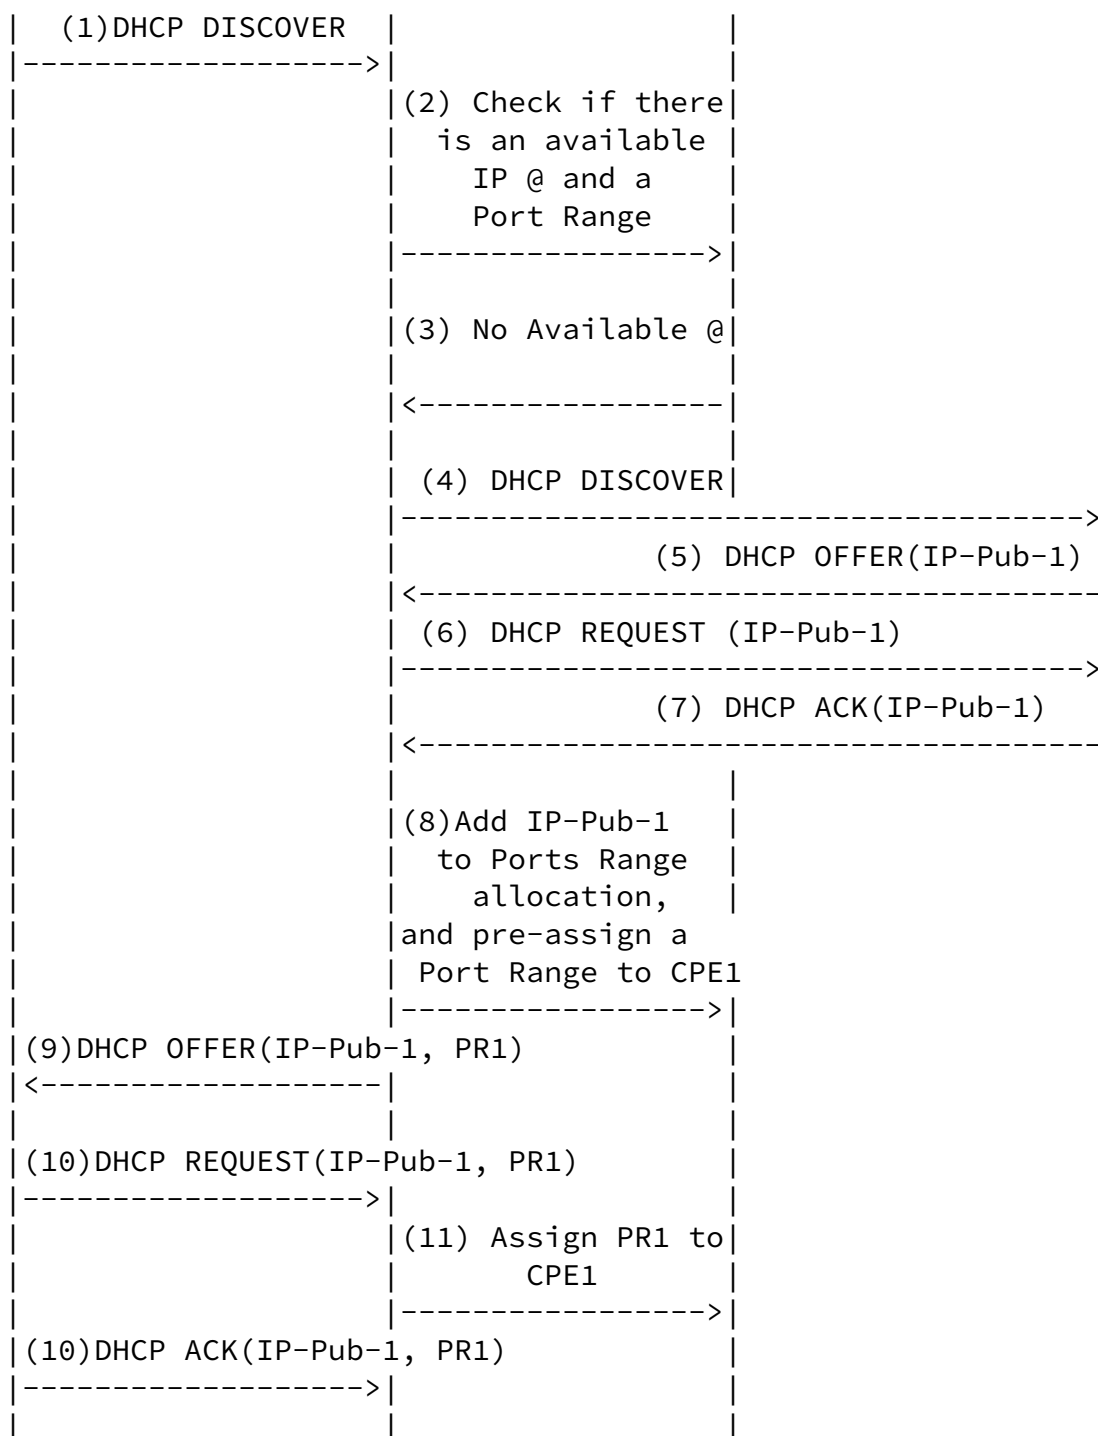 (1)DHCP DISCOVER
(2) Check if there
is an available
IP @ and a
Port Range
(3) No Available @
(4) DHCP DISCOVER
(5) DHCP OFFER(IP-Pub-1)
(6) DHCP REQUEST (IP-Pub-1)
(7) DHCP ACK(IP-Pub-1)
(8)Add IP-Pub-1
to Ports Range
allocation,
and pre-assign a
Port Range to CPE1
(9)DHCP OFFER(IP-Pub-1, PR1)
(10)DHCP REQUEST(IP-Pub-1, PR1)
(11) Assign PR1 to
CPE1
(10)DHCP ACK(IP-Pub-1, PR1)